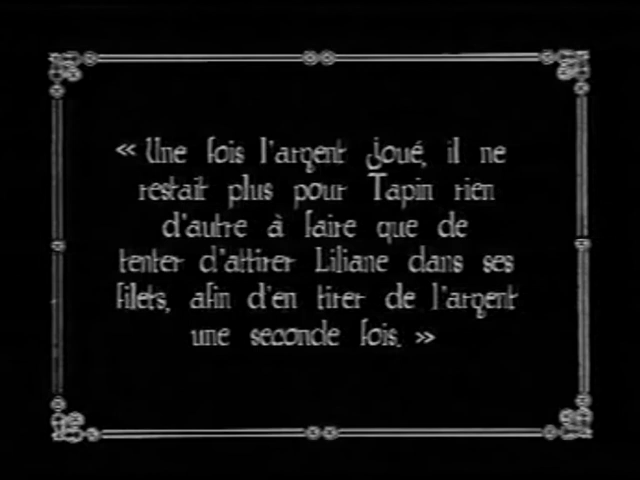 « Une fois l'argent joué, il ne
restait plus pour Tapin rien
d'autre à faire que de
tenter d'attirer Liliane dans ses
filets, afin d'en tirer de l'argent
une seconde fois. »